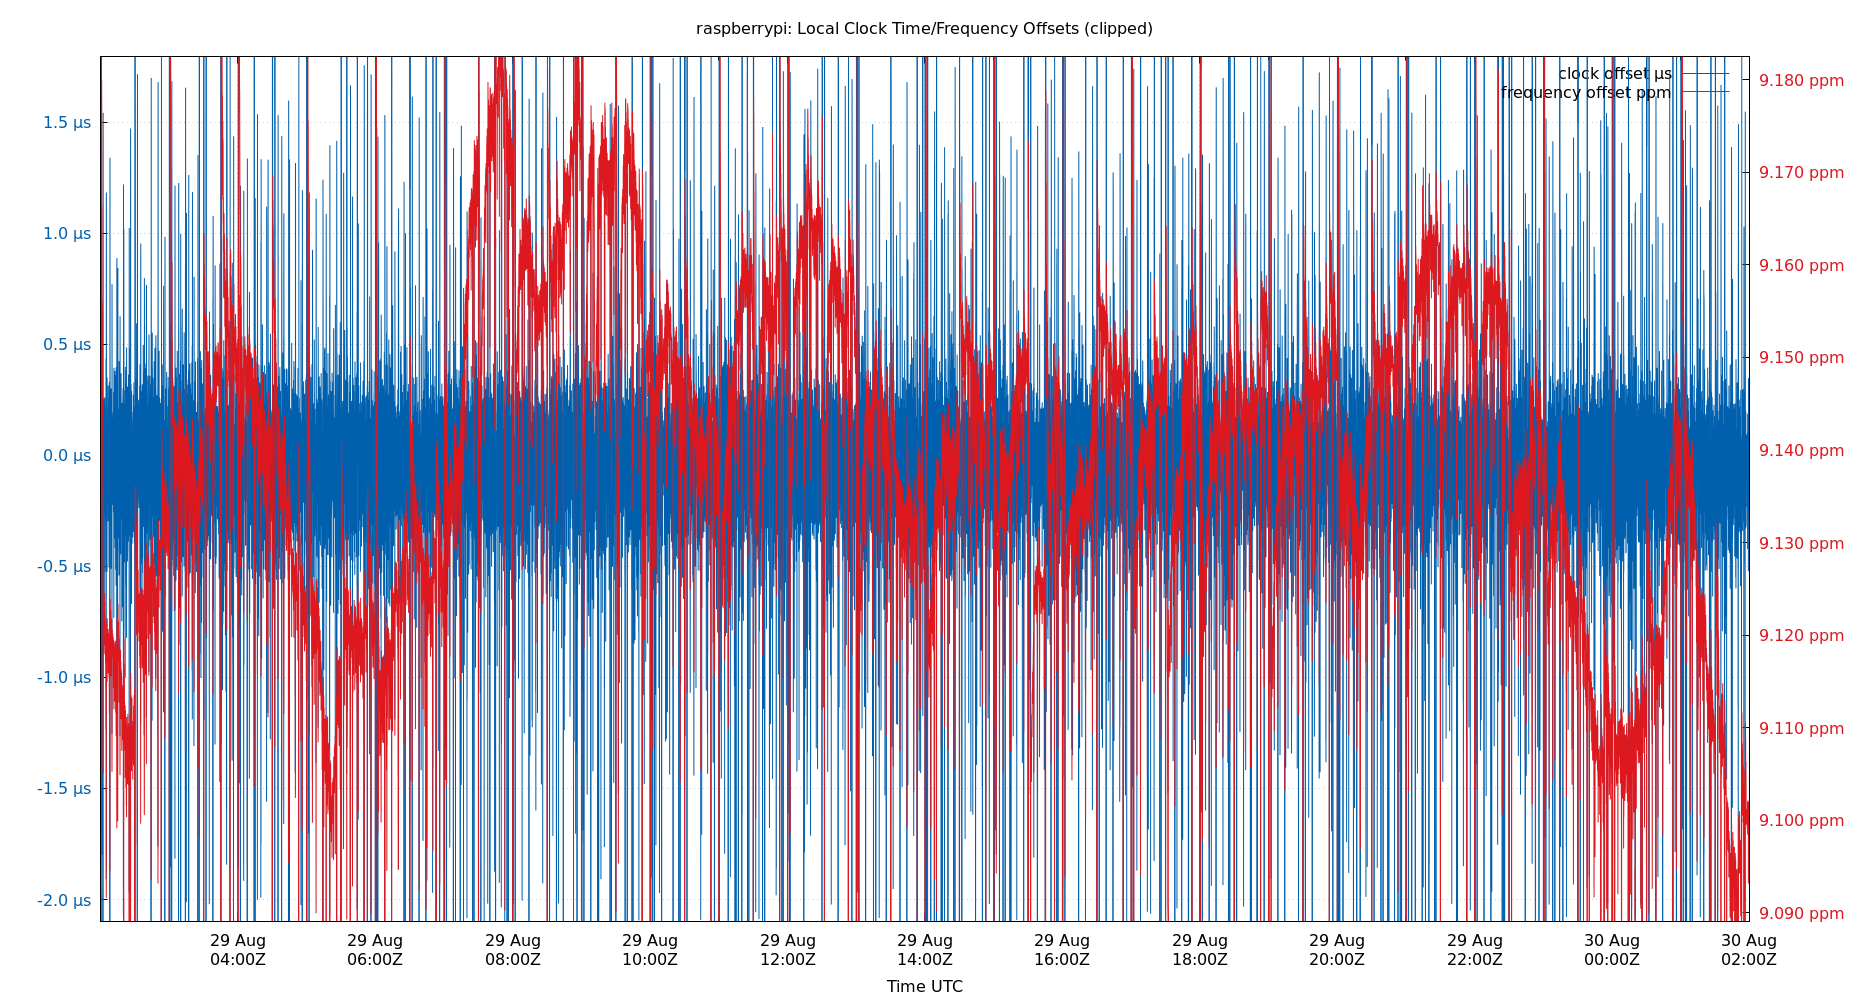 raspberrypi: Local Clock Time/Frequency Offsets (clipped)
clock offset µs
frequency offset ppm
1.5 µs
1.0 µs
0.5 µs
0.0 µs
-0.5 µs
-1.0 µs
-1.5 µs
-2.0 µs
9.180 ppm
9.170 ppm
9.160 ppm
9.150 ppm
9.140 ppm
9.130 ppm
9.120 ppm
9.110 ppm
9.100 ppm
9.090 ppm
29 Aug 29 Aug 29 Aug 29 Aug 29 Aug 29 Aug 29 Aug 29 Aug 29 Aug 29 Aug 30 Aug 30 Aug
04:00Z 06:00Z 08:00Z 10:00Z 12:00Z 14:00Z 16:00Z 18:00Z 20:00Z 22:00Z 00:00Z 02:00Z
Time UTC